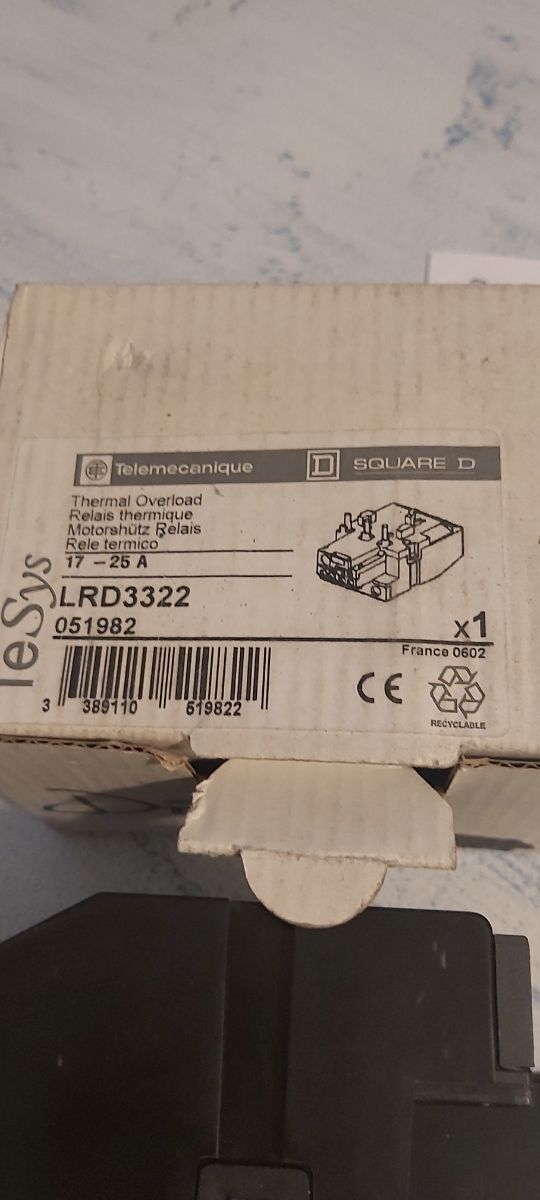 Telemecanique SQUARE D
Thermal Overload
Relais thermique
Motorshütz Relais
Rele termico
17 – 25 A
LRD3322
051982
x1
France 0602
TeSys
3 389110 519822
CE
RECYCLABLE